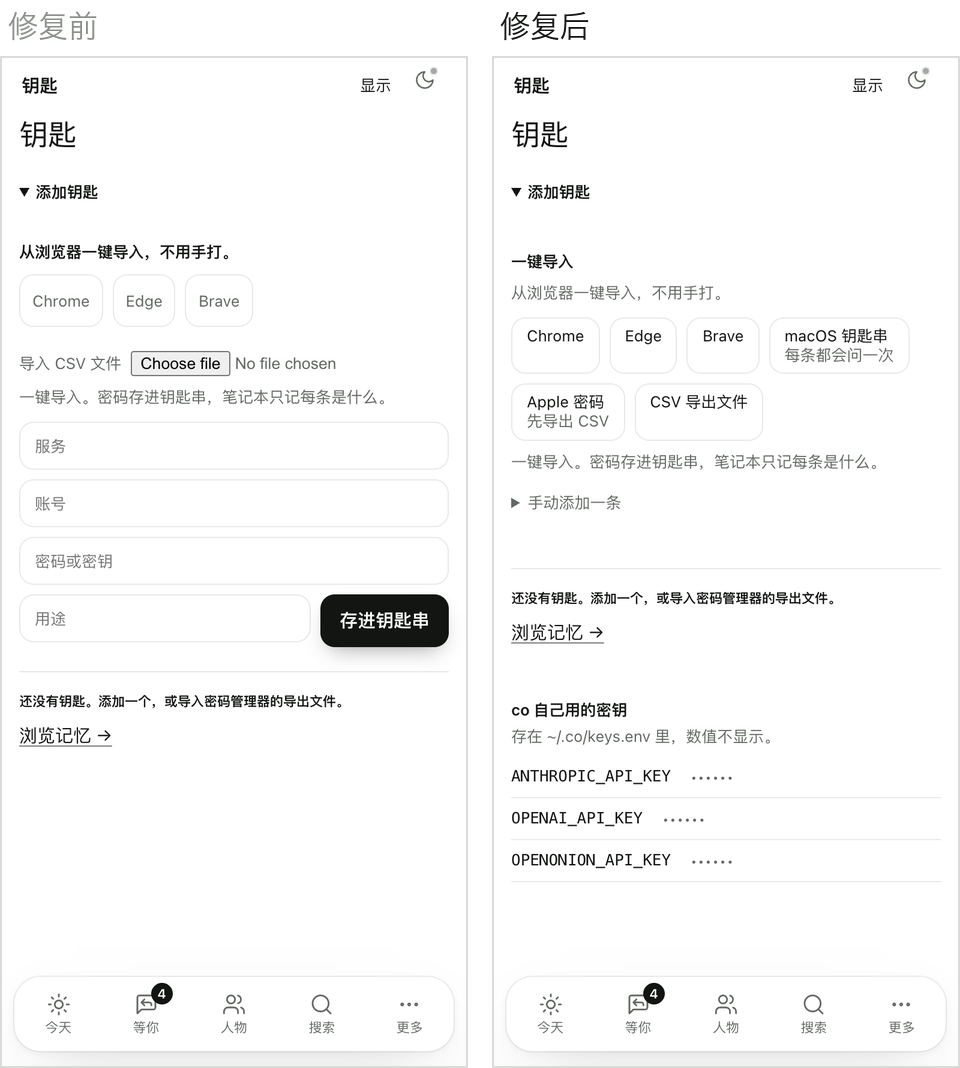 修复前
钥匙
显示
钥匙
▼ 添加钥匙
从浏览器一键导入，不用手打。
Chrome
Edge
Brave
导入 CSV 文件 Choose file No file chosen
一键导入。密码存进钥匙串，笔记本只记每条是什么。
服务
账号
密码或密钥
用途
存进钥匙串
还没有钥匙。添加一个，或导入密码管理器的导出文件。
浏览记忆 →
4
今天
等你
人物
搜索
更多
修复后
钥匙
显示
钥匙
▼ 添加钥匙
一键导入
从浏览器一键导入，不用手打。
Chrome
Edge
Brave
macOS 钥匙串
每条都会问一次
Apple 密码
先导出 CSV
CSV 导出文件
一键导入。密码存进钥匙串，笔记本只记每条是什么。
▶ 手动添加一条
还没有钥匙。添加一个，或导入密码管理器的导出文件。
浏览记忆 →
co 自己用的密钥
存在 ~/.co/keys.env 里，数值不显示。
ANTHROPIC_API_KEY ••••••
OPENAI_API_KEY ••••••
OPENONION_API_KEY ••••••
4
今天
等你
人物
搜索
更多